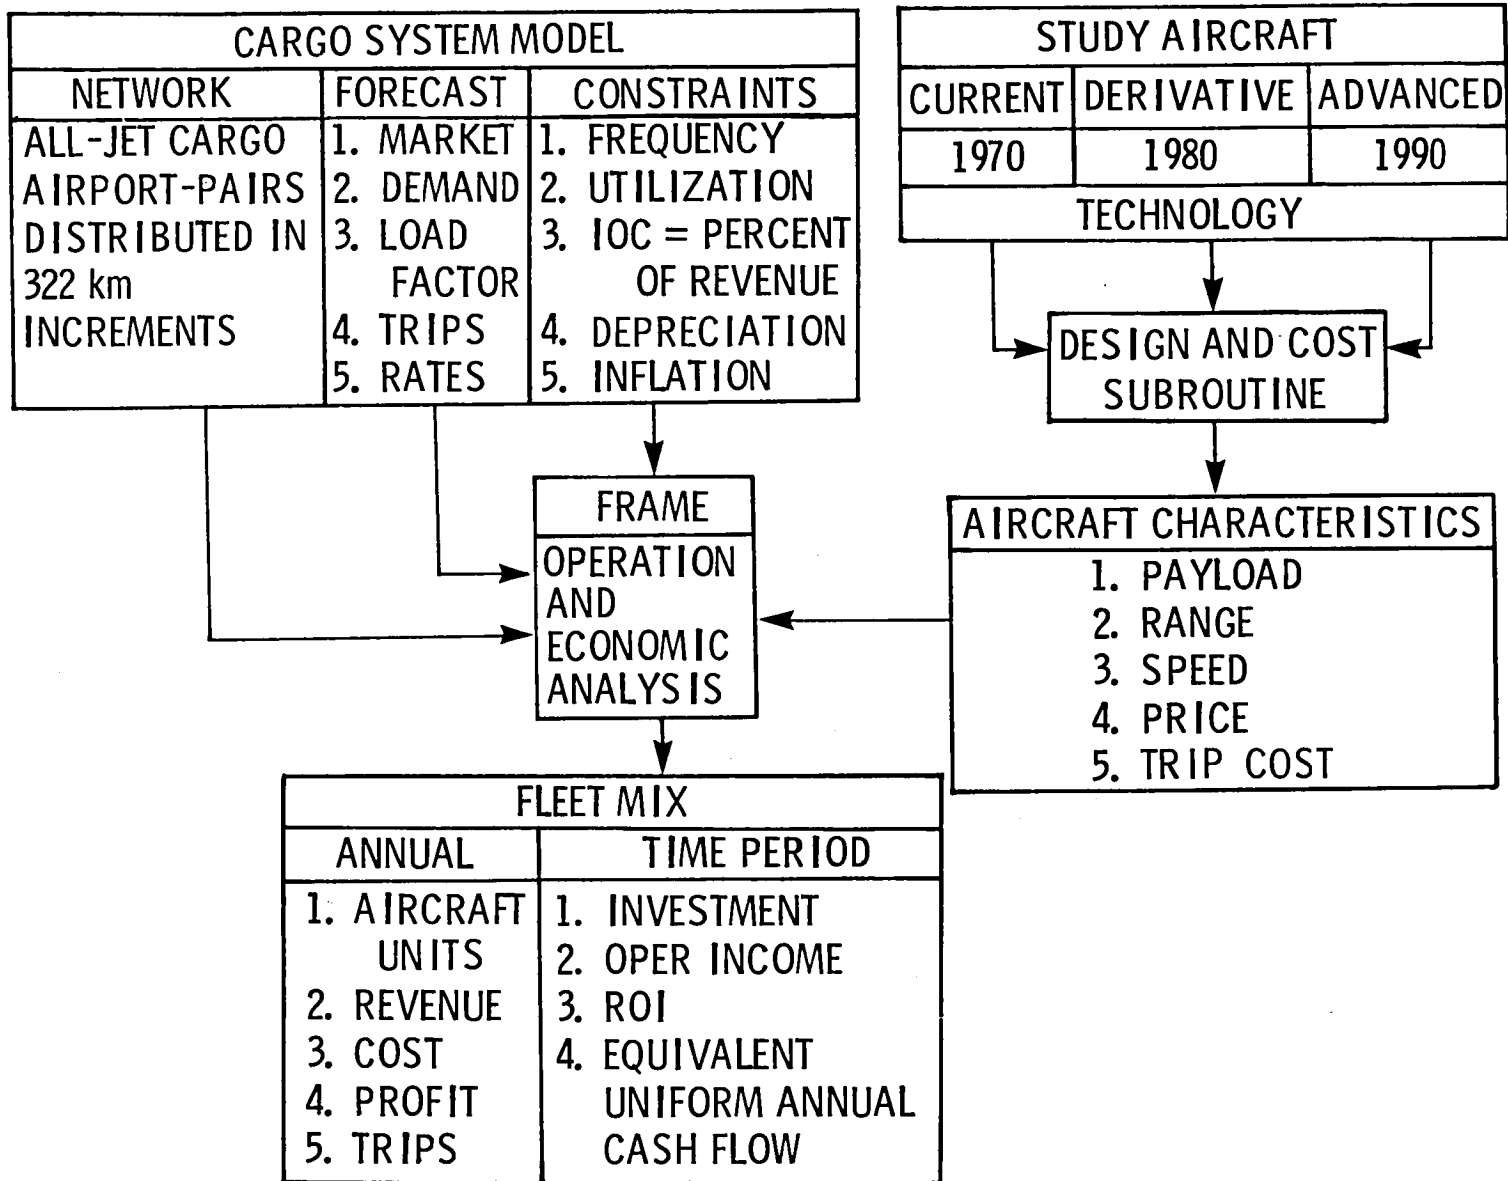 CARGO SYSTEM MODEL
NETWORK
ALL-JET CARGO
AIRPORT-PAIRS
DISTRIBUTED IN
322 km
INCREMENTS
FORECAST
1. MARKET
2. DEMAND
3. LOAD
FACTOR
4. TRIPS
5. RATES
CONSTRAINTS
1. FREQUENCY
2. UTILIZATION
3. IOC = PERCENT
OF REVENUE
4. DEPRECIATION
5. INFLATION
STUDY AIRCRAFT
CURRENT DERIVATIVE ADVANCED
1970 1980 1990
TECHNOLOGY
DESIGN AND COST
SUBROUTINE
FRAME
OPERATION
AND
ECONOMIC
ANALYSIS
AIRCRAFT CHARACTERISTICS
1. PAYLOAD
2. RANGE
3. SPEED
4. PRICE
5. TRIP COST
FLEET MIX
ANNUAL
1. AIRCRAFT
UNITS
2. REVENUE
3. COST
4. PROFIT
5. TRIPS
TIME PERIOD
1. INVESTMENT
2. OPER INCOME
3. ROI
4. EQUIVALENT
UNIFORM ANNUAL
CASH FLOW